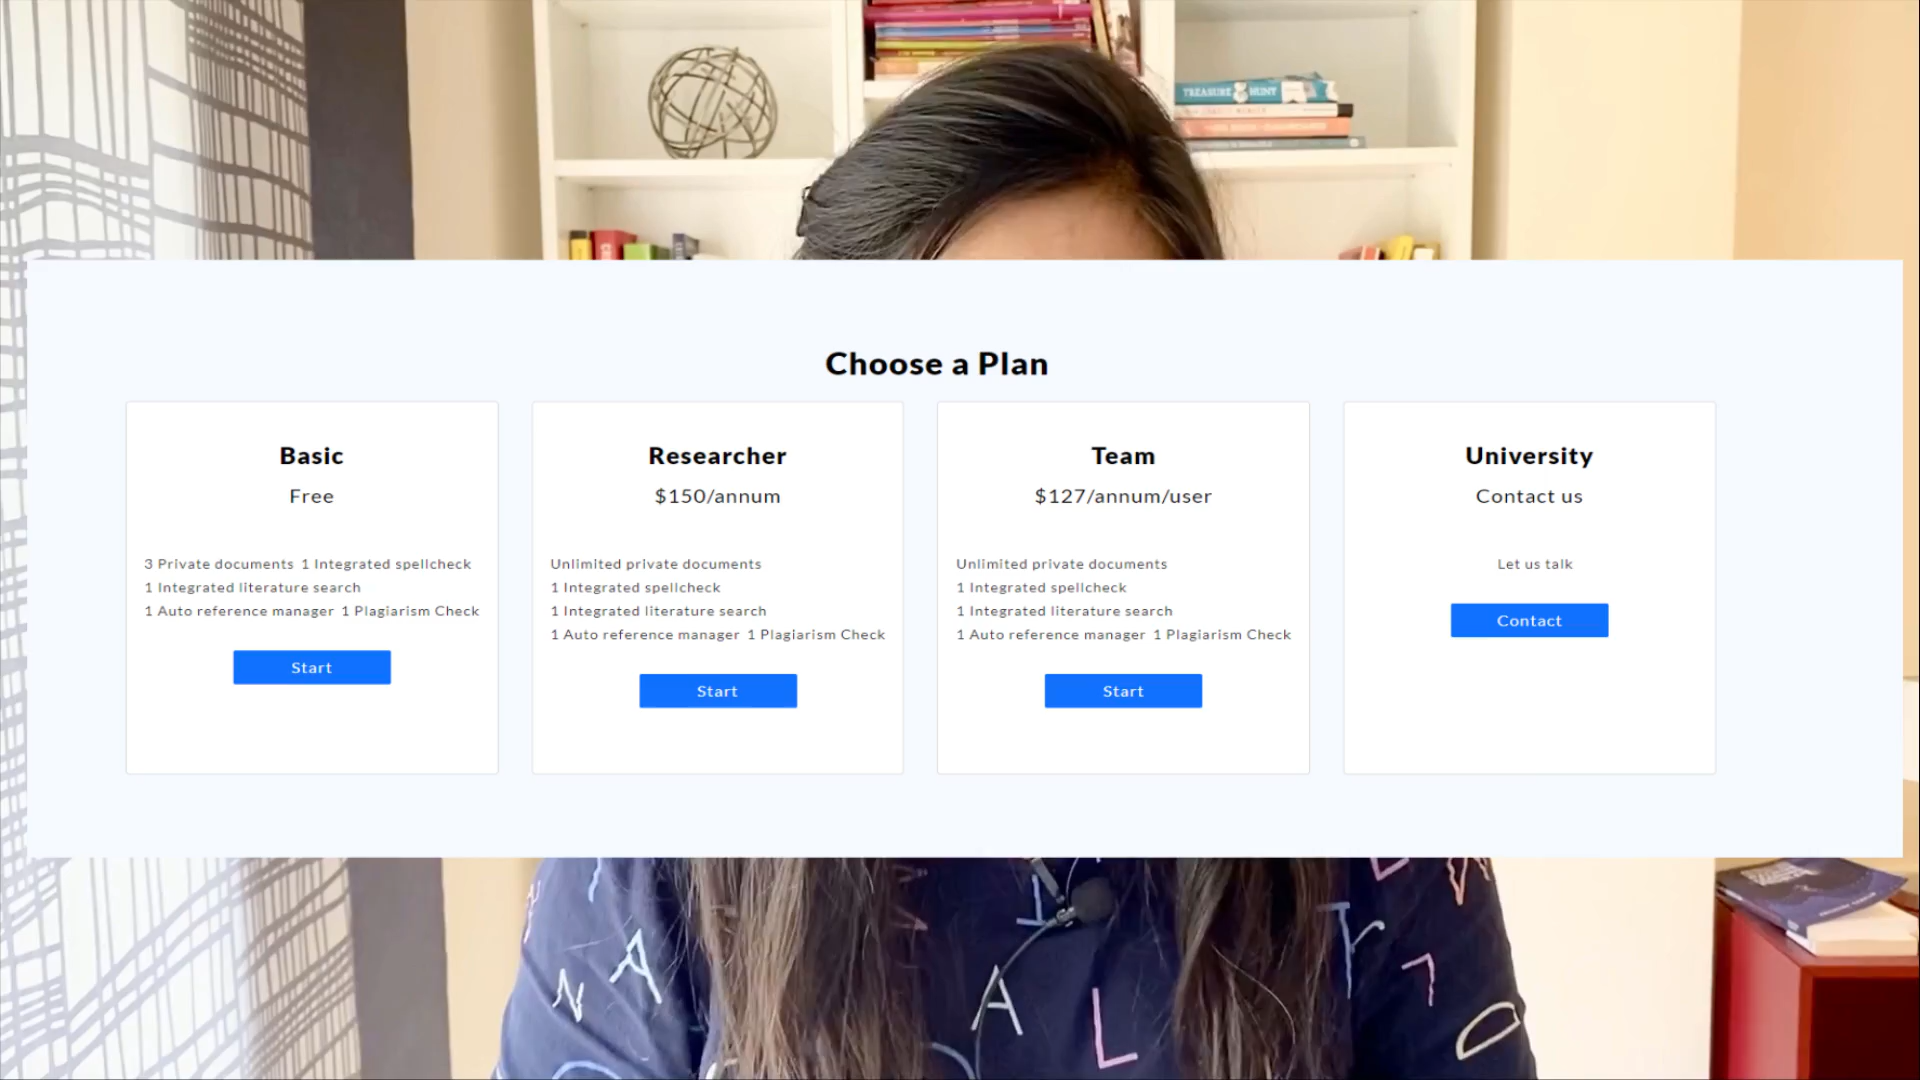 TREASURE HUNT
Choose a Plan
Basic
Free
3 Private documents 1 Integrated spellcheck
1 Integrated literature search
1 Auto reference manager 1 Plagiarism Check
Start
Researcher
$150/annum
Unlimited private documents
1 Integrated spellcheck
1 Integrated literature search
1 Auto reference manager 1 Plagiarism Check
Start
Team
$127/annum/user
Unlimited private documents
1 Integrated spellcheck
1 Integrated literature search
1 Auto reference manager 1 Plagiarism Check
Start
University
Contact us
Let us talk
Contact